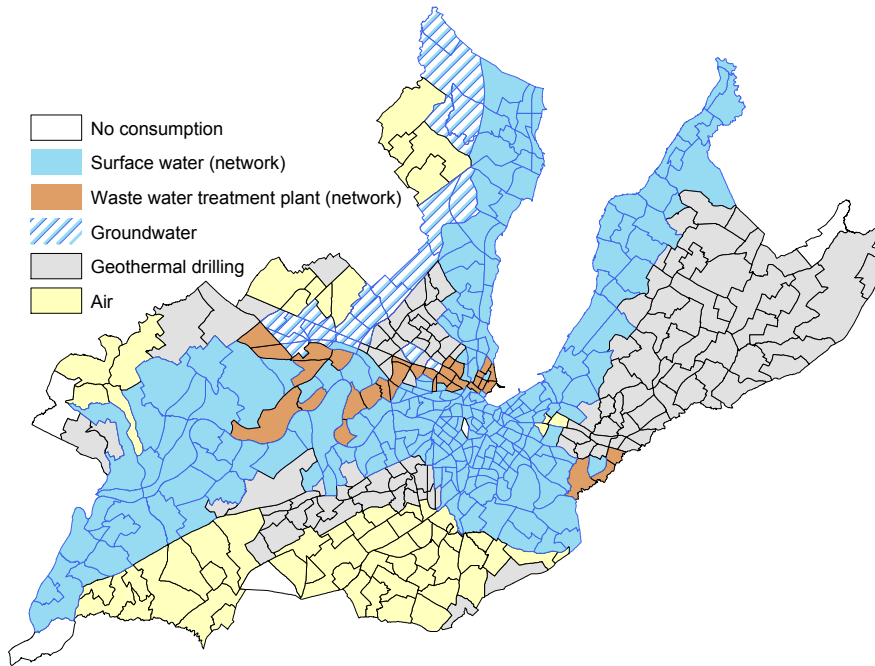 No consumption
Surface water (network)
Waste water treatment plant (network)
Groundwater
Geothermal drilling
Air